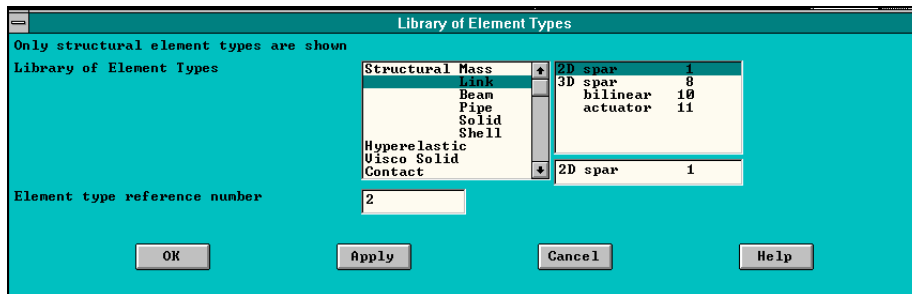 Library of Element Types
Only structural element types are shown
Library of Element Types
Structural Mass
Link
Beam
Pipe
Solid
Shell
Hyperelastic
Visco Solid
Contact
2D spar 1
3D spar 8
bilinear 10
actuator 11
2D spar 1
Element type reference number
2
OK
Apply
Cancel
Help